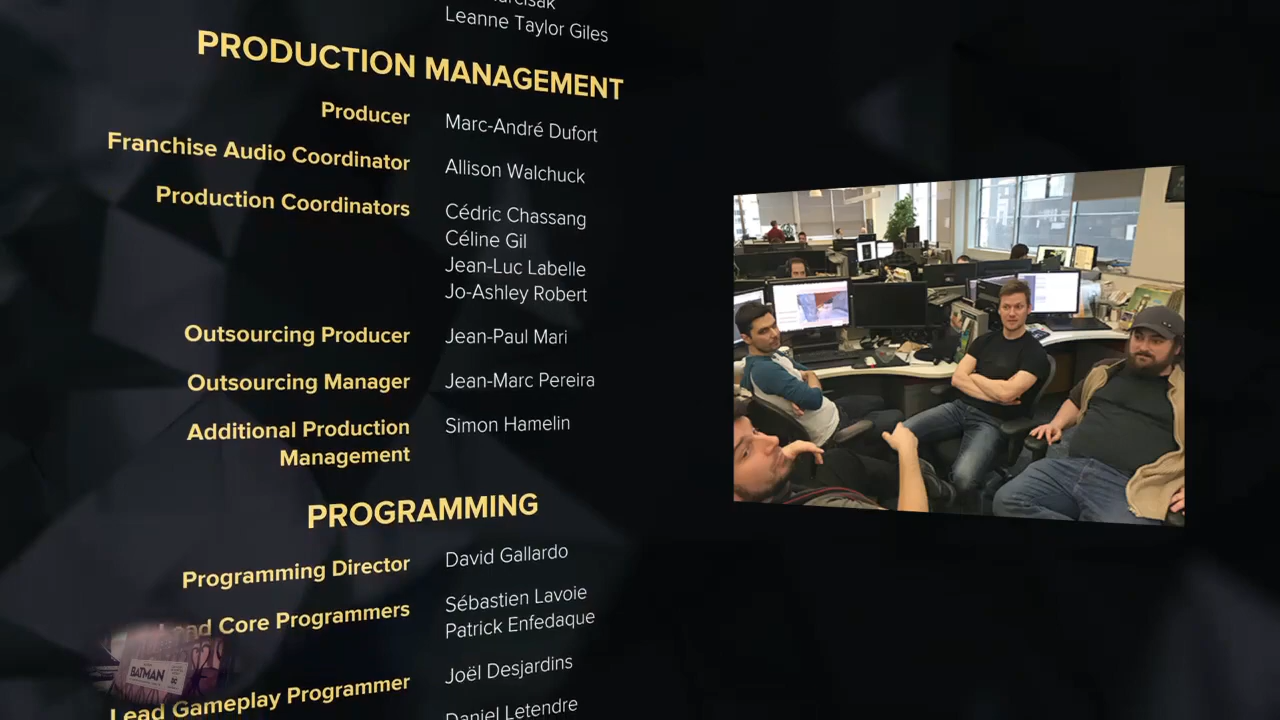 Leanne Taylor Giles
PRODUCTION MANAGEMENT
Producer Marc-André Dufort
Franchise Audio Coordinator Allison Walchuck
Production Coordinators Cédric Chassang
Céline Gil
Jean-Luc Labelle
Jo-Ashley Robert
Outsourcing Producer Jean-Paul Mari
Outsourcing Manager Jean-Marc Pereira
Additional Production Simon Hamelin
Management
PROGRAMMING
Programming Director David Gallardo
Lead Core Programmers Sébastien Lavoie
Patrick Enfedaque
Joël Desjardins
Lead Gameplay Programmer
Daniel Letendre
BATMAN